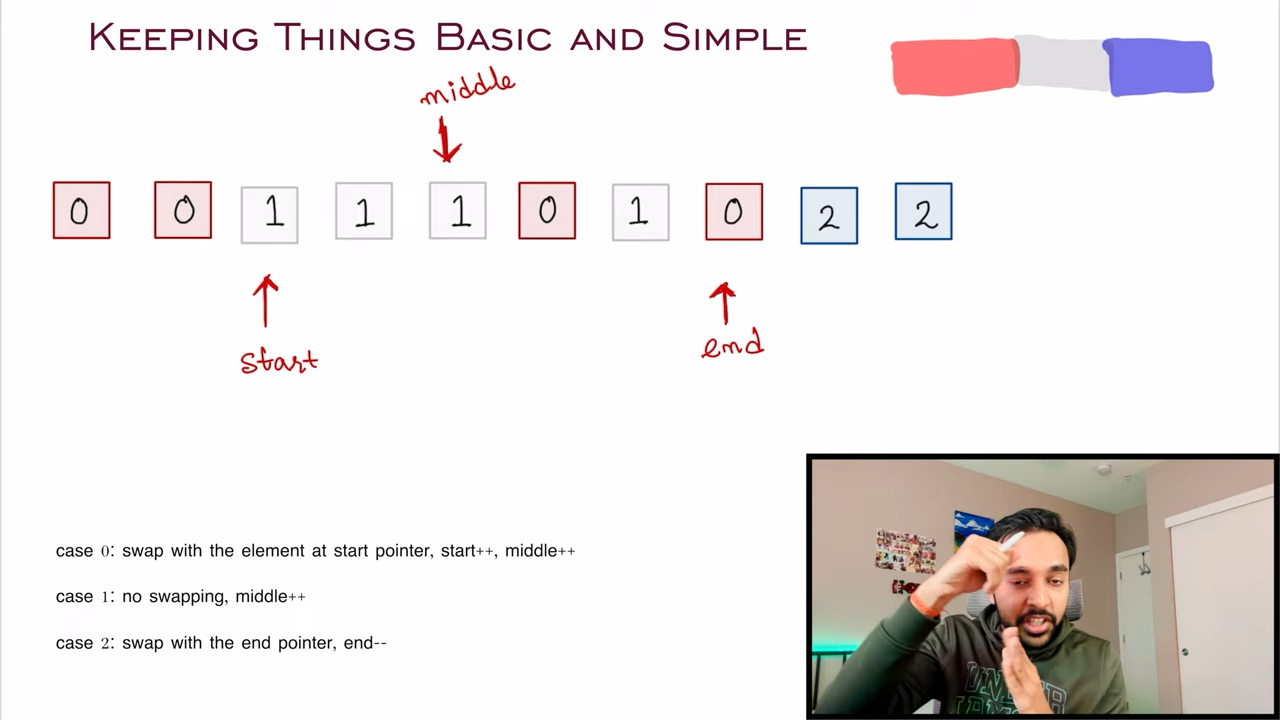 KEEPING THINGS BASIC AND SIMPLE
middle
0 0 1 1 1 0 1 0 2 2
start
end
case 0: swap with the element at start pointer, start++, middle++
case 1: no swapping, middle++
case 2: swap with the end pointer, end--